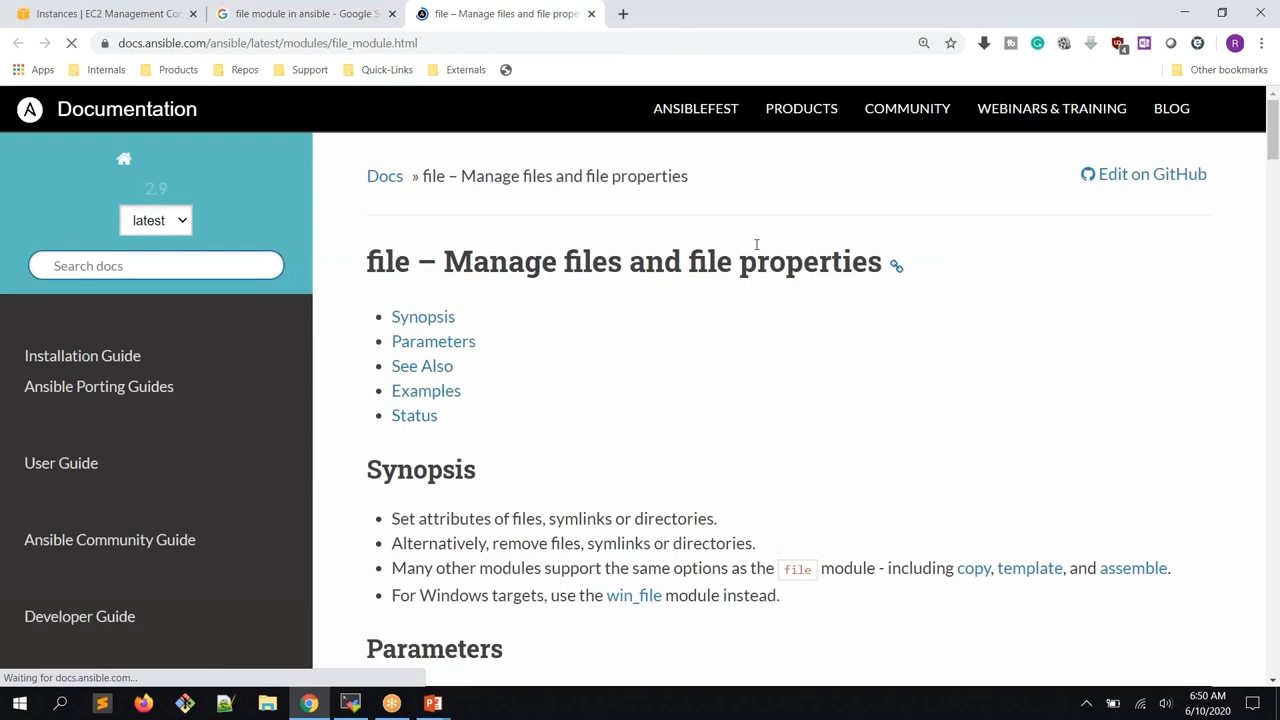 Instances | EC2 Management Con
file module in ansible - Google Se
file – Manage files and file prope
docs.ansible.com/ansible/latest/modules/file_module.html
4
R
Apps
Internals
Products
Repos
Support
Quick-Links
Externals
Other bookmarks
Documentation
ANSIBLEFEST
PRODUCTS
COMMUNITY
WEBINARS & TRAINING
BLOG
2.9
latest
Search docs
Installation Guide
Ansible Porting Guides
User Guide
Ansible Community Guide
Developer Guide
Docs » file – Manage files and file properties
Edit on GitHub
file – Manage files and file properties
Synopsis
Parameters
See Also
Examples
Status
Synopsis
Set attributes of files, symlinks or directories.
Alternatively, remove files, symlinks or directories.
Many other modules support the same options as the file module - including copy, template, and assemble.
For Windows targets, use the win_file module instead.
Parameters
Waiting for docs.ansible.com...
6:50 AM
6/10/2020